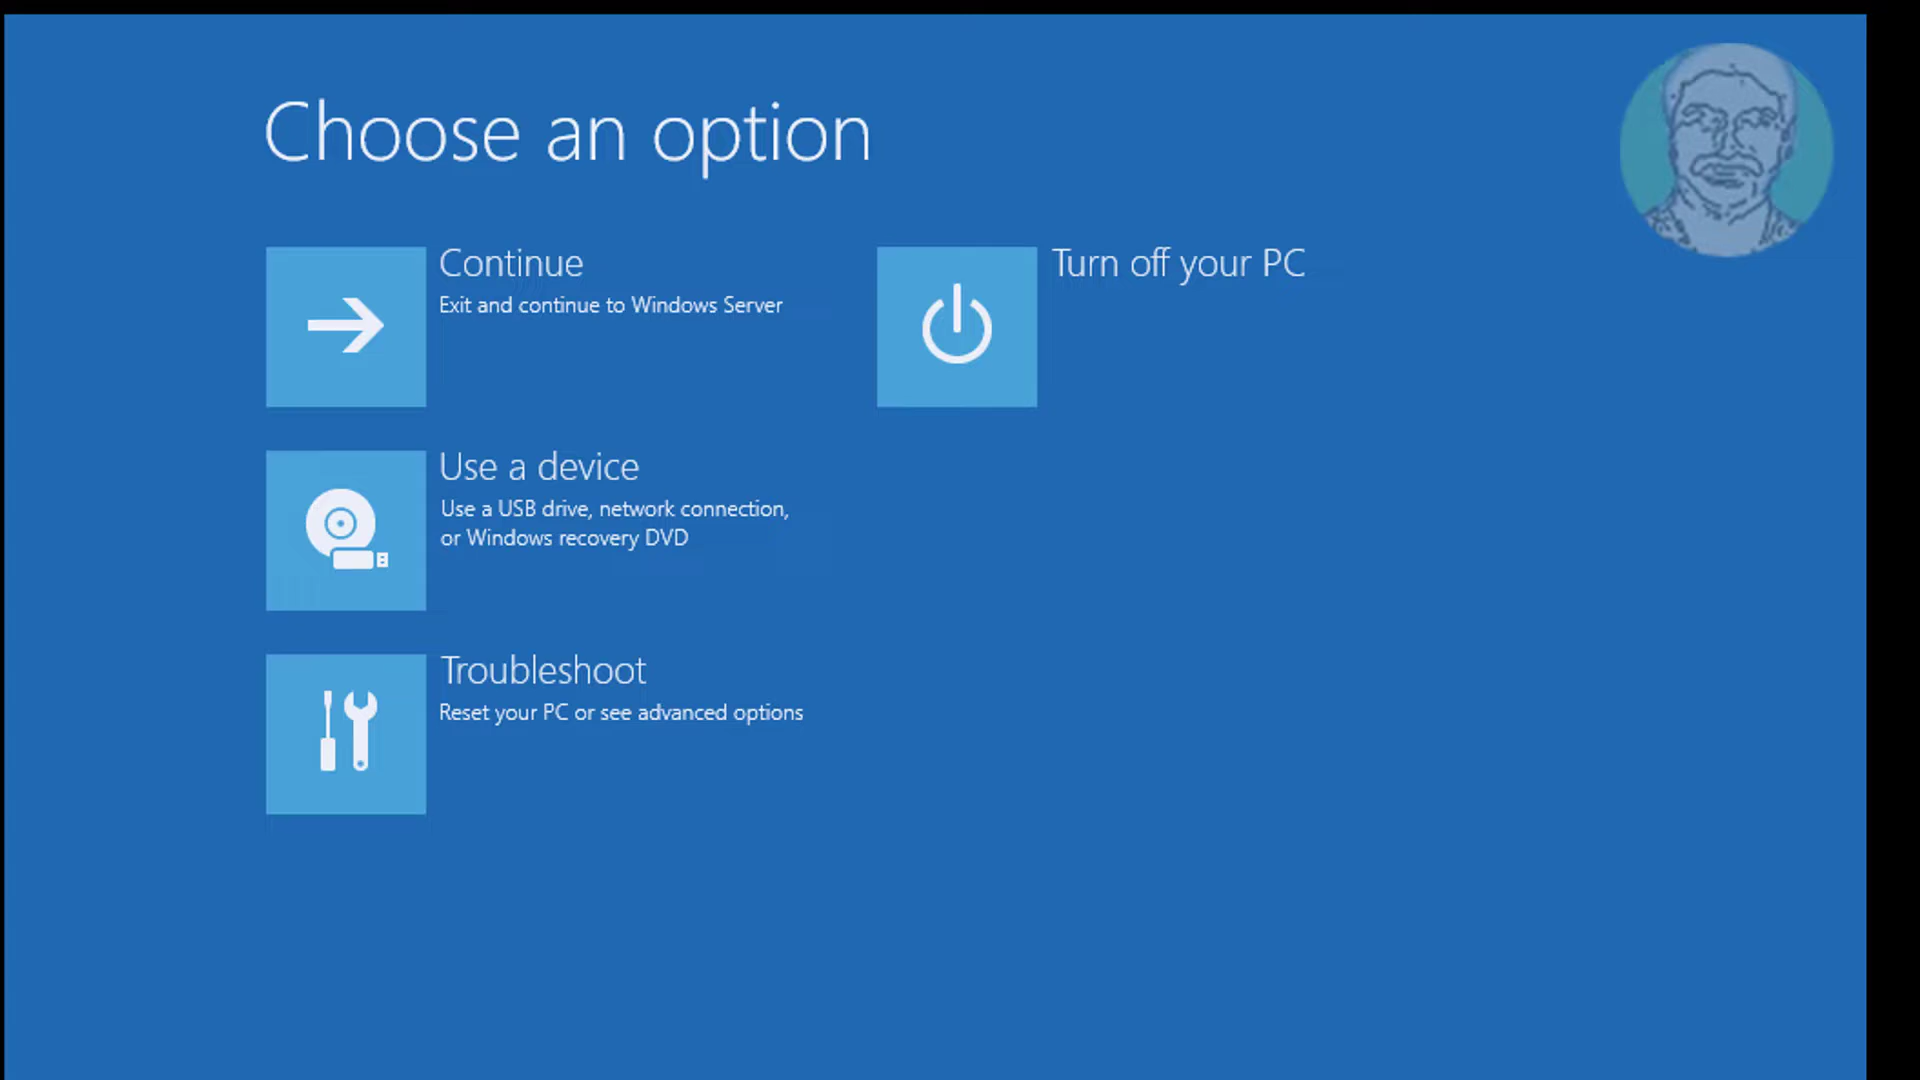 Choose an option
Continue
Exit and continue to Windows Server
Turn off your PC
Use a device
Use a USB drive, network connection,
or Windows recovery DVD
Troubleshoot
Reset your PC or see advanced options